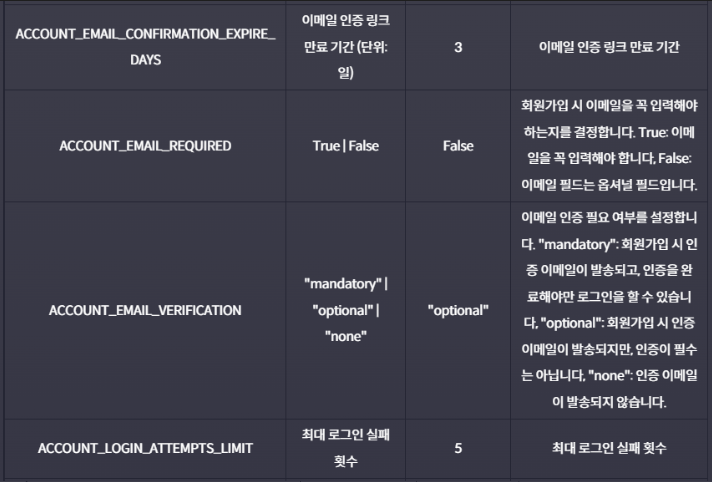 ACCOUNT_EMAIL_CONFIRMATION_EXPIRE_
DAYS
이메일 인증 링크
만료 기간 (단위:
일)
3
이메일 인증 링크 만료 기간
ACCOUNT_EMAIL_REQUIRED
True | False
False
회원가입 시 이메일을 꼭 입력해야
하는지를 결정합니다. True: 이메
일을 꼭 입력해야 합니다, False:
이메일 필드는 옵셔널 필드입니다.
ACCOUNT_EMAIL_VERIFICATION
"mandatory" |
"optional" |
"none"
"optional"
이메일 인증 필요 여부를 설정합니
다. "mandatory": 회원가입 시 인
증 이메일이 발송되고, 인증을 완
료해야만 로그인을 할 수 있습니
다, "optional": 회원가입 시 인증
이메일이 발송되지만, 인증이 필수
는 아닙니다, "none": 인증 이메일
이 발송되지 않습니다.
ACCOUNT_LOGIN_ATTEMPTS_LIMIT
최대 로그인 실패
횟수
5
최대 로그인 실패 횟수